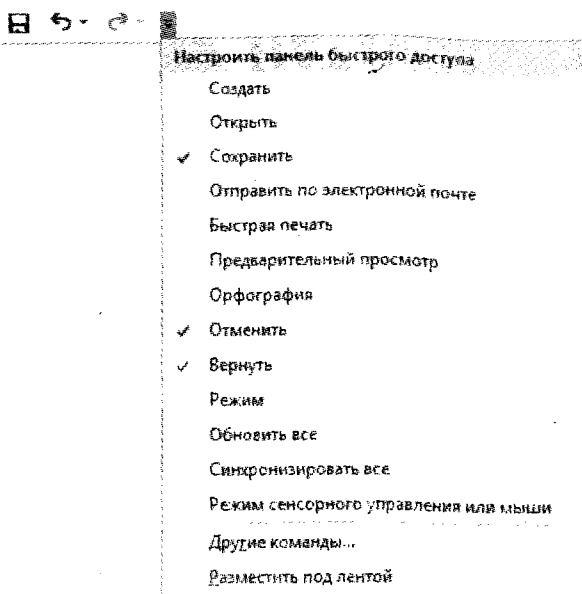 Настроить панель быстрого доступа
Создать
Открыть
Сохранить
Отправить по электронной почте
Быстрая печать
Предварительный просмотр
Орфография
Отменить
Вернуть
Режим
Обновить все
Синхронизировать все
Режим сенсорного управления или мыши
Другие команды...
Разместить под лентой